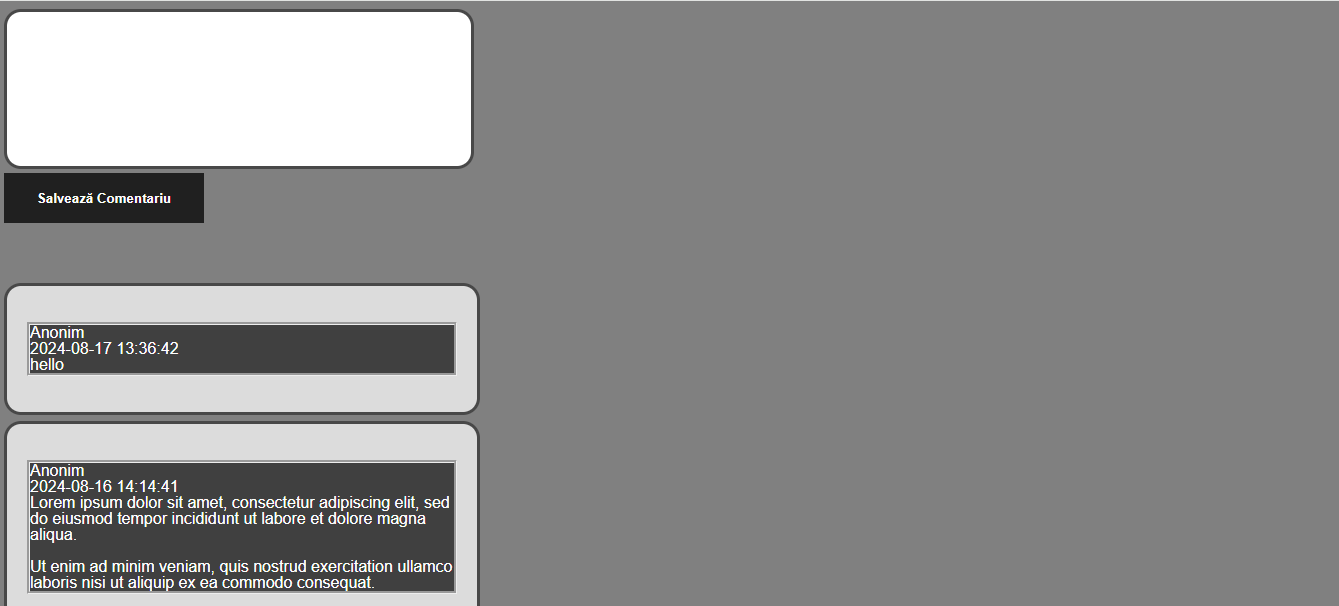 Salvează Comentariu
Anonim
2024-08-17 13:36:42
hello
Anonim
2024-08-16 14:14:41
Lorem ipsum dolor sit amet, consectetur adipiscing elit, sed
do eiusmod tempor incididunt ut labore et dolore magna
aliqua.
Ut enim ad minim veniam, quis nostrud exercitation ullamco
laboris nisi ut aliquip ex ea commodo consequat.